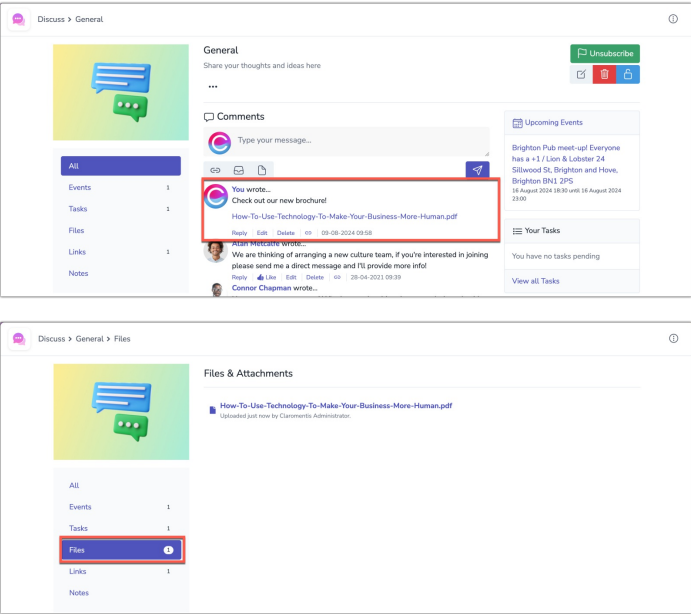 Discuss > General
General
Share your thoughts and ideas here
...
Unsubscribe
Comments
Type your message...
All
Events 1
Tasks 1
Files
Links 1
Notes
You wrote...
Check out our new brochure!
How-To-Use-Technology-To-Make-Your-Business-More-Human.pdf
Reply Edit Delete 09-08-2024 09:58
Alan Metcalfe wrote...
We are thinking of arranging a new culture team, if you're interested in joining
please send me a direct message and I'll provide more info!
Reply Like Edit Delete 28-04-2021 09:39
Connor Chapman wrote...
Upcoming Events
Brighton Pub meet-up! Everyone
has a +1 / Lion & Lobster 24
Sillwood St, Brighton and Hove,
Brighton BN1 2PS
16 August 2024 18:30 until 16 August 2024
23:00
Your Tasks
You have no tasks pending
View all Tasks
Discuss > General > Files
Files & Attachments
How-To-Use-Technology-To-Make-Your-Business-More-Human.pdf
Uploaded just now by Claromentis Administrator.
All
Events 1
Tasks 1
Files 1
Links 1
Notes